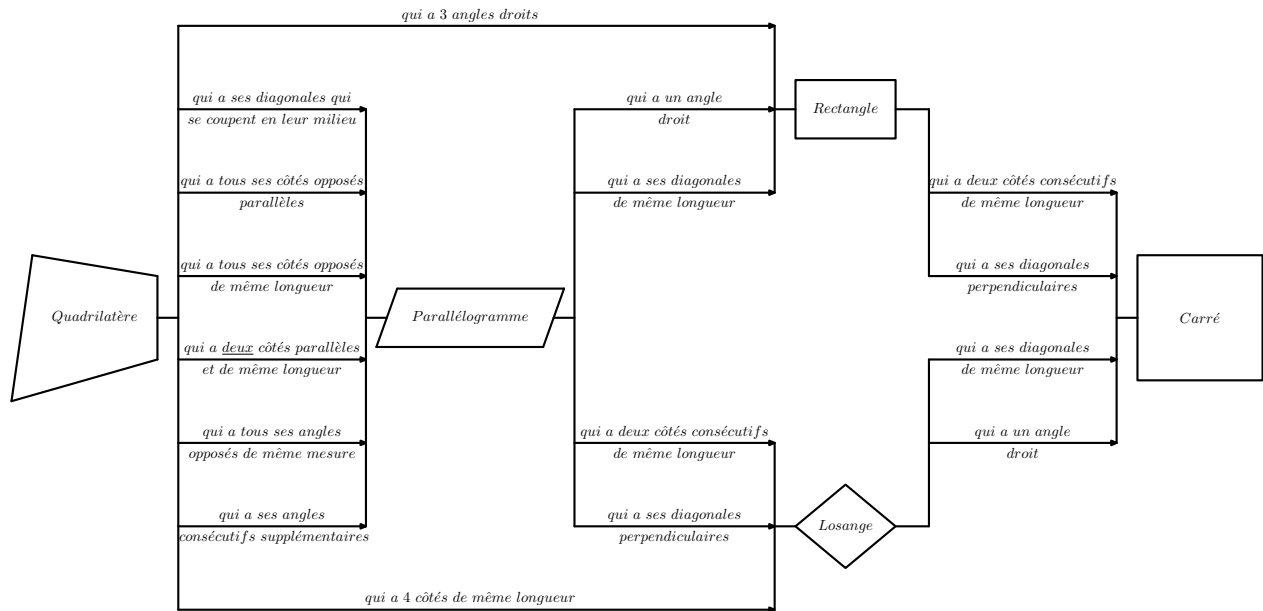 qui a 3 angles droits
qui a ses diagonales qui
se coupent en leur milieu
qui a tous ses côtés opposés
parallèles
qui a tous ses côtés opposés
de même longueur
Quadrilatère
qui a deux côtés parallèles
et de même longueur
qui a tous ses angles
opposés de même mesure
qui a ses angles
consécutifs supplémentaires
qui a 4 côtés de même longueur
Parallélogramme
qui a un angle
droit
qui a ses diagonales
de même longueur
qui a deux côtés consécutifs
de même longueur
qui a ses diagonales
perpendiculaires
Rectangle
Losange
qui a deux côtés consécutifs
de même longueur
qui a ses diagonales
perpendiculaires
qui a ses diagonales
de même longueur
qui a un angle
droit
Carré